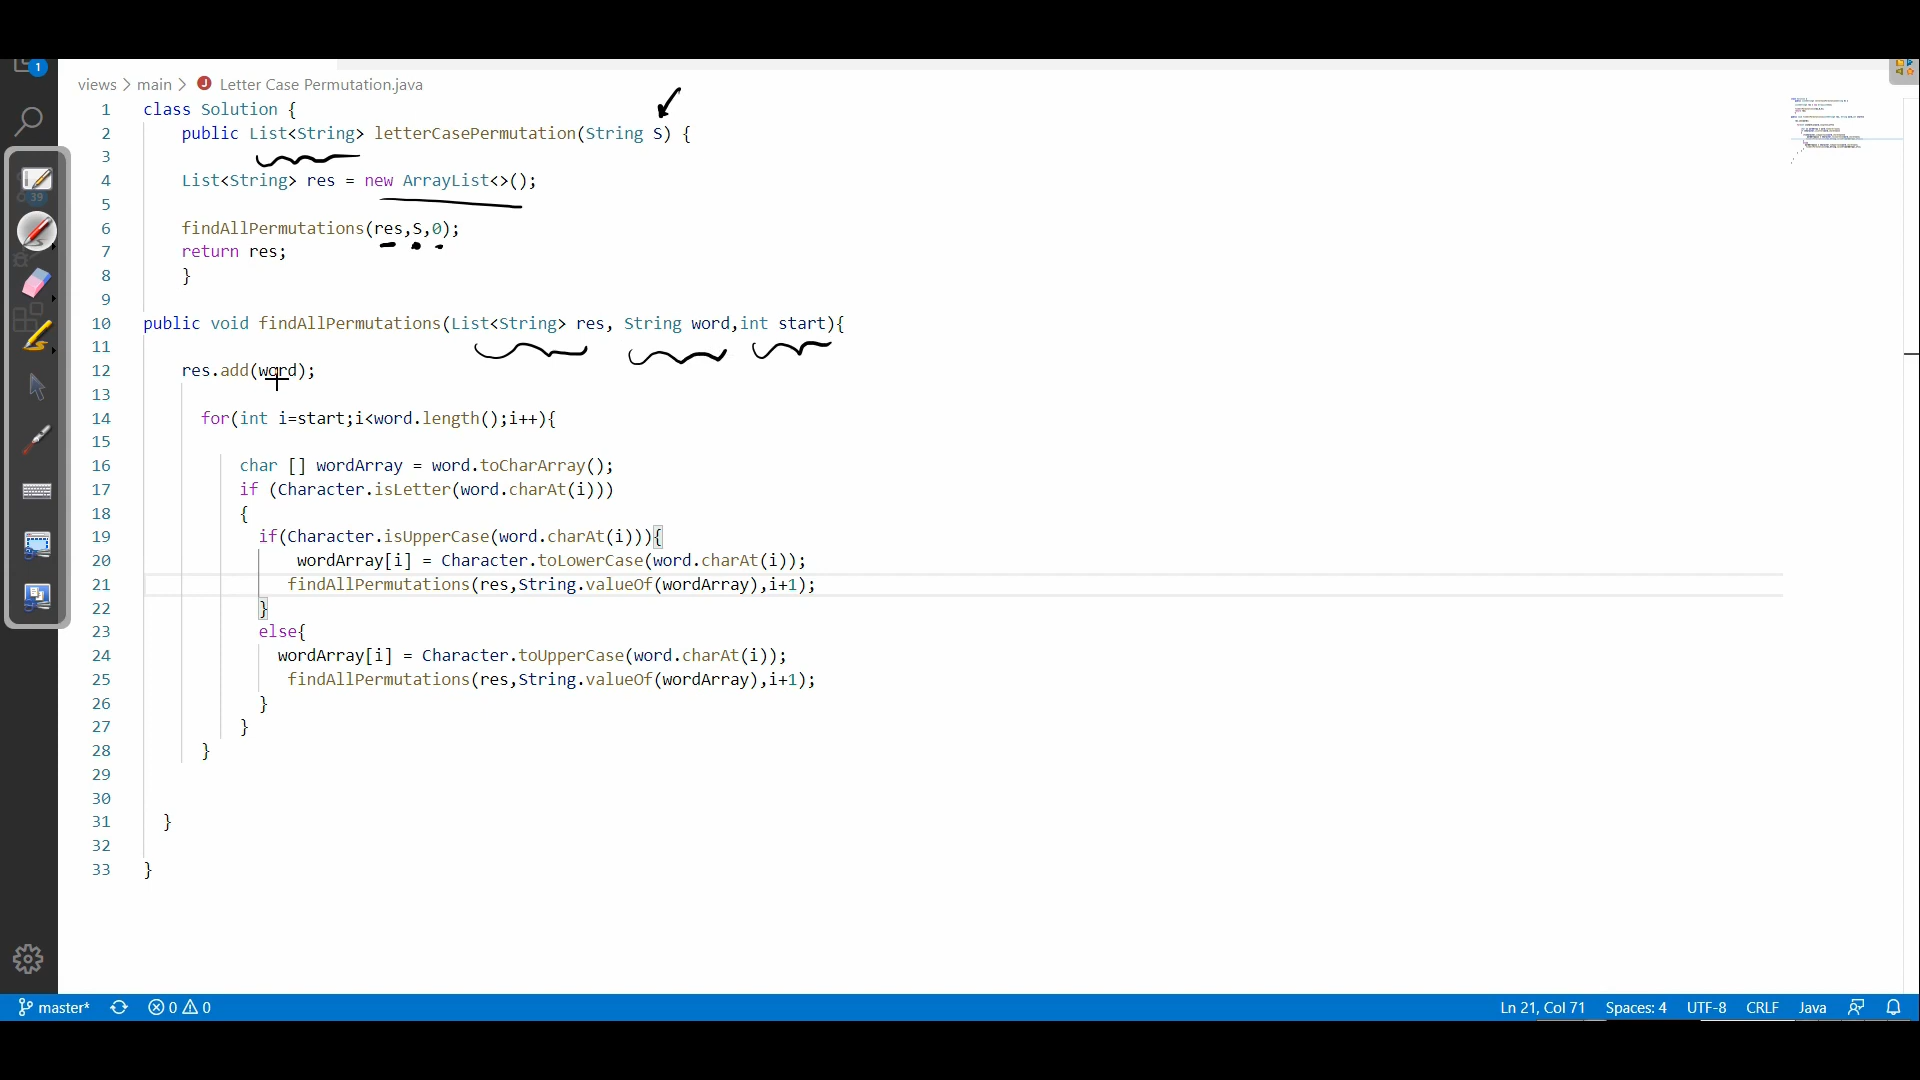 1
views > main > Letter Case Permutation.java
1 class Solution {
2 public List<String> letterCasePermutation(String S) {
3
4 List<String> res = new ArrayList<>();
5
6 findAllPermutations(res,S,0);
7 return res;
8 }
9
10 public void findAllPermutations(List<String> res, String word,int start){
11
12 res.add(word);
13
14 for(int i=start;i<word.length();i++){
15
16 char [] wordArray = word.toCharArray();
17 if (Character.isLetter(word.charAt(i)))
18 {
19 if(Character.isUpperCase(word.charAt(i))){
20 wordArray[i] = Character.toLowerCase(word.charAt(i));
21 findAllPermutations(res,String.valueOf(wordArray),i+1);
22 }
23 else{
24 wordArray[i] = Character.toUpperCase(word.charAt(i));
25 findAllPermutations(res,String.valueOf(wordArray),i+1);
26 }
27 }
28 }
29
30
31 }
32
33 }
39
master* 0 0 Ln 21, Col 71 Spaces: 4 UTF-8 CRLF Java